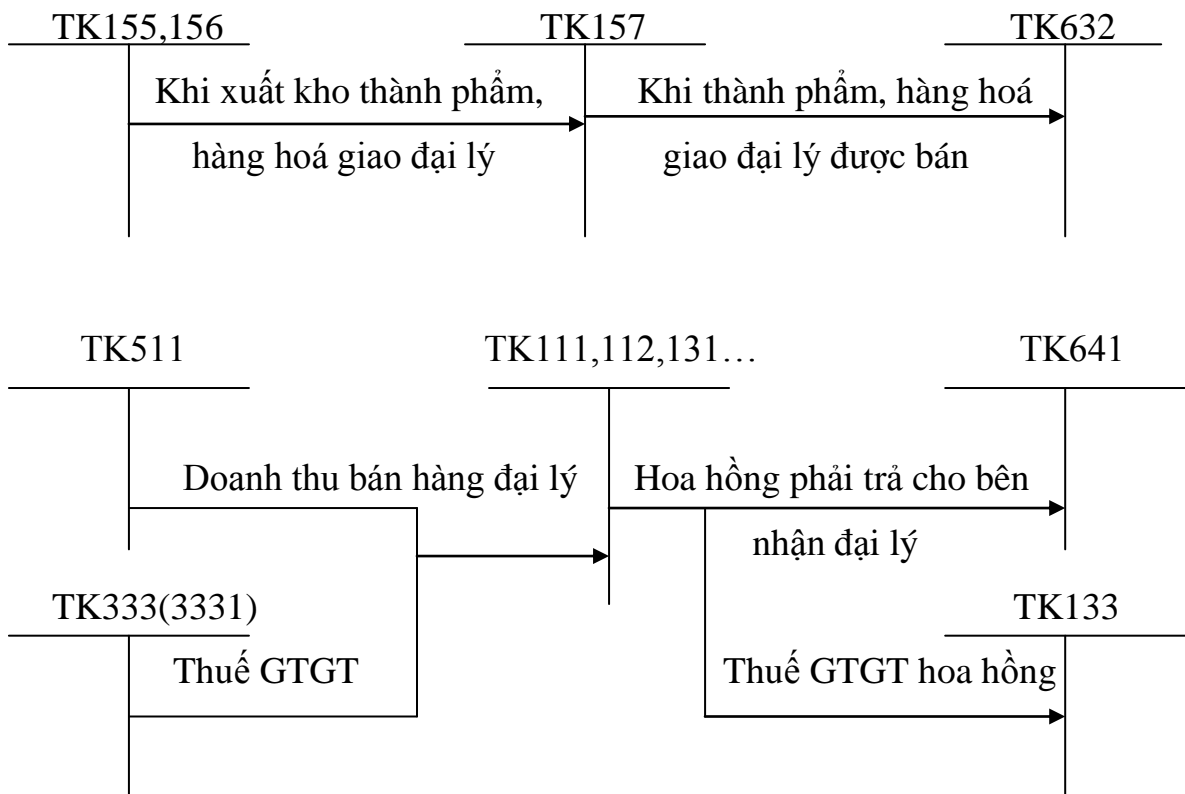 TK155,156
TK157
TK632
Khi xuất kho thành phẩm,
hàng hoá giao đại lý
Khi thành phẩm, hàng hoá
giao đại lý được bán
TK511
TK111,112,131…
TK641
Doanh thu bán hàng đại lý
Hoa hồng phải trả cho bên
nhận đại lý
TK333(3331)
TK133
Thuế GTGT
Thuế GTGT hoa hồng